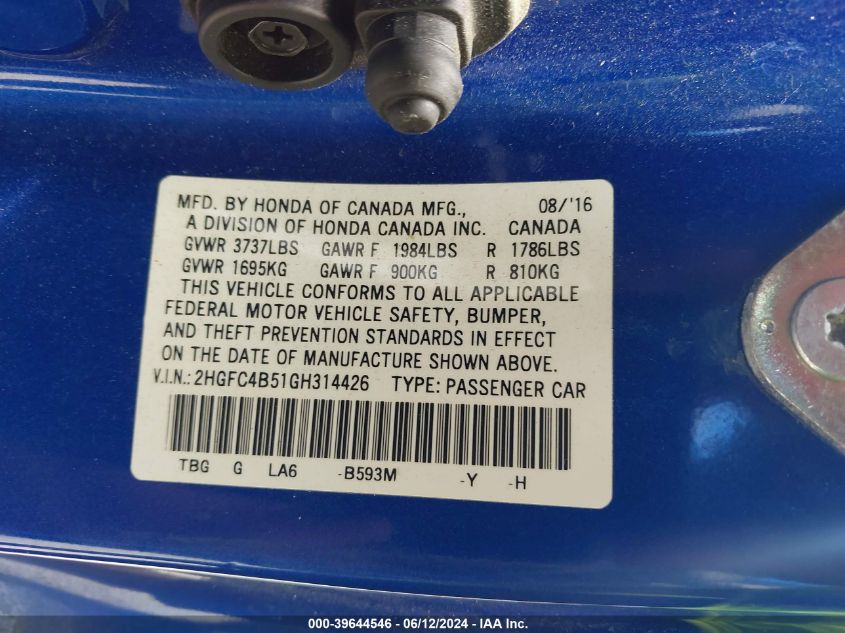 MFD. BY HONDA OF CANADA MFG., 08/'16
A DIVISION OF HONDA CANADA INC. CANADA
GVWR 3737LBS GAWR F 1984LBS R 1786LBS
GVWR 1695KG GAWR F 900KG R 810KG
THIS VEHICLE CONFORMS TO ALL APPLICABLE
FEDERAL MOTOR VEHICLE SAFETY, BUMPER,
AND THEFT PREVENTION STANDARDS IN EFFECT
ON THE DATE OF MANUFACTURE SHOWN ABOVE.
V.I.N.: 2HGFC4B51GH314426 TYPE: PASSENGER CAR
TBG G LA6 -B593M -Y -H
000-39644546 - 06/12/2024 - IAA Inc.